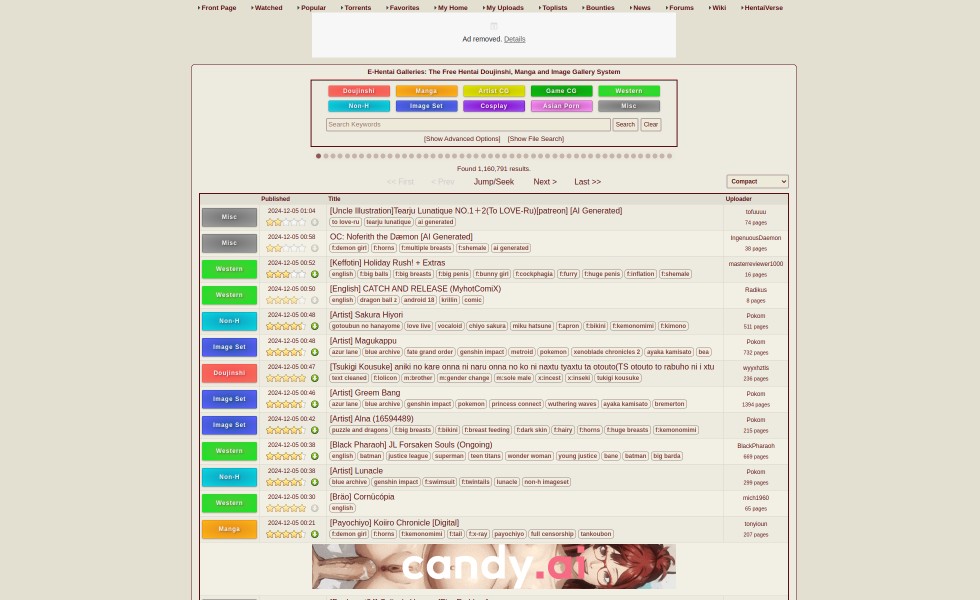 Front Page Watched Popular Torrents Favorites My Home My Uploads Toplists Bounties News Forums Wiki HentaiVerse
Ad removed. Details
E-Hentai Galleries: The Free Hentai Doujinshi, Manga and Image Gallery System
Doujinshi Manga Artist CG Game CG Western
Non-H Image Set Cosplay Asian Porn Misc
Search Keywords Search Clear
[Show Advanced Options] [Show File Search]
Found 1,160,791 results.
<< First < Prev Jump/Seek Next > Last >> Compact
Published Title Uploader
Misc 2024-12-05 01:04 [Uncle Illustration]Tearju Lunatique NO.1＋2(To LOVE-Ru)[patreon] [AI Generated] tofuuuu
to love-ru tearju lunatique ai generated 74 pages
Misc 2024-12-05 00:58 OC: Noferith the Dæmon [AI Generated] IngenuousDaemon
f:demon girl f:horns f:multiple breasts f:shemale ai generated 38 pages
Western 2024-12-05 00:52 [Keffotin] Holiday Rush! + Extras masterreviewer1000
english f:big balls f:big breasts f:big penis f:bunny girl f:cockphagia f:furry f:huge penis f:inflation f:shemale 16 pages
Western 2024-12-05 00:50 [English] CATCH AND RELEASE (MyhotComiX) Radikus
english dragon ball z android 18 krillin comic 8 pages
Non-H 2024-12-05 00:48 [Artist] Sakura Hiyori Pokom
gotoubun no hanayome love live vocaloid chiyo sakura miku hatsune f:apron f:bikini f:kemonomimi f:kimono 511 pages
Image Set 2024-12-05 00:48 [Artist] Magukappu Pokom
azur lane blue archive fate grand order genshin impact metroid pokemon xenoblade chronicles 2 ayaka kamisato bea 732 pages
Doujinshi 2024-12-05 00:47 [Tsukigi Kousuke] aniki no kare onna ni naru onna no ko ni naxtu tyaxtu ta otouto(TS otouto to rabuho ni i xtu wyyxhztis
text cleaned f:lolicon m:brother m:gender change m:sole male x:incest x:inseki tukigi kousuke 236 pages
Image Set 2024-12-05 00:46 [Artist] Greem Bang Pokom
azur lane blue archive genshin impact pokemon princess connect wuthering waves ayaka kamisato bremerton 1394 pages
Image Set 2024-12-05 00:42 [Artist] Alna (16594489) Pokom
puzzle and dragons f:big breasts f:bikini f:breast feeding f:dark skin f:hairy f:horns f:huge breasts f:kemonomimi 215 pages
Western 2024-12-05 00:38 [Black Pharaoh] JL Forsaken Souls (Ongoing) BlackPharaoh
english batman justice league superman teen titans wonder woman young justice bane batman big barda 669 pages
Non-H 2024-12-05 00:38 [Artist] Lunacle Pokom
blue archive genshin impact f:swimsuit f:twintails lunacle non-h imageset 299 pages
Western 2024-12-05 00:30 [Bräo] Cornücópia mich1960
english 65 pages
Manga 2024-12-05 00:21 [Payochiyo] Koiiro Chronicle [Digital] tonyioun
f:demon girl f:horns f:kemonomimi f:tail f:x-ray payochiyo full censorship tankoubon 207 pages
candy.ai